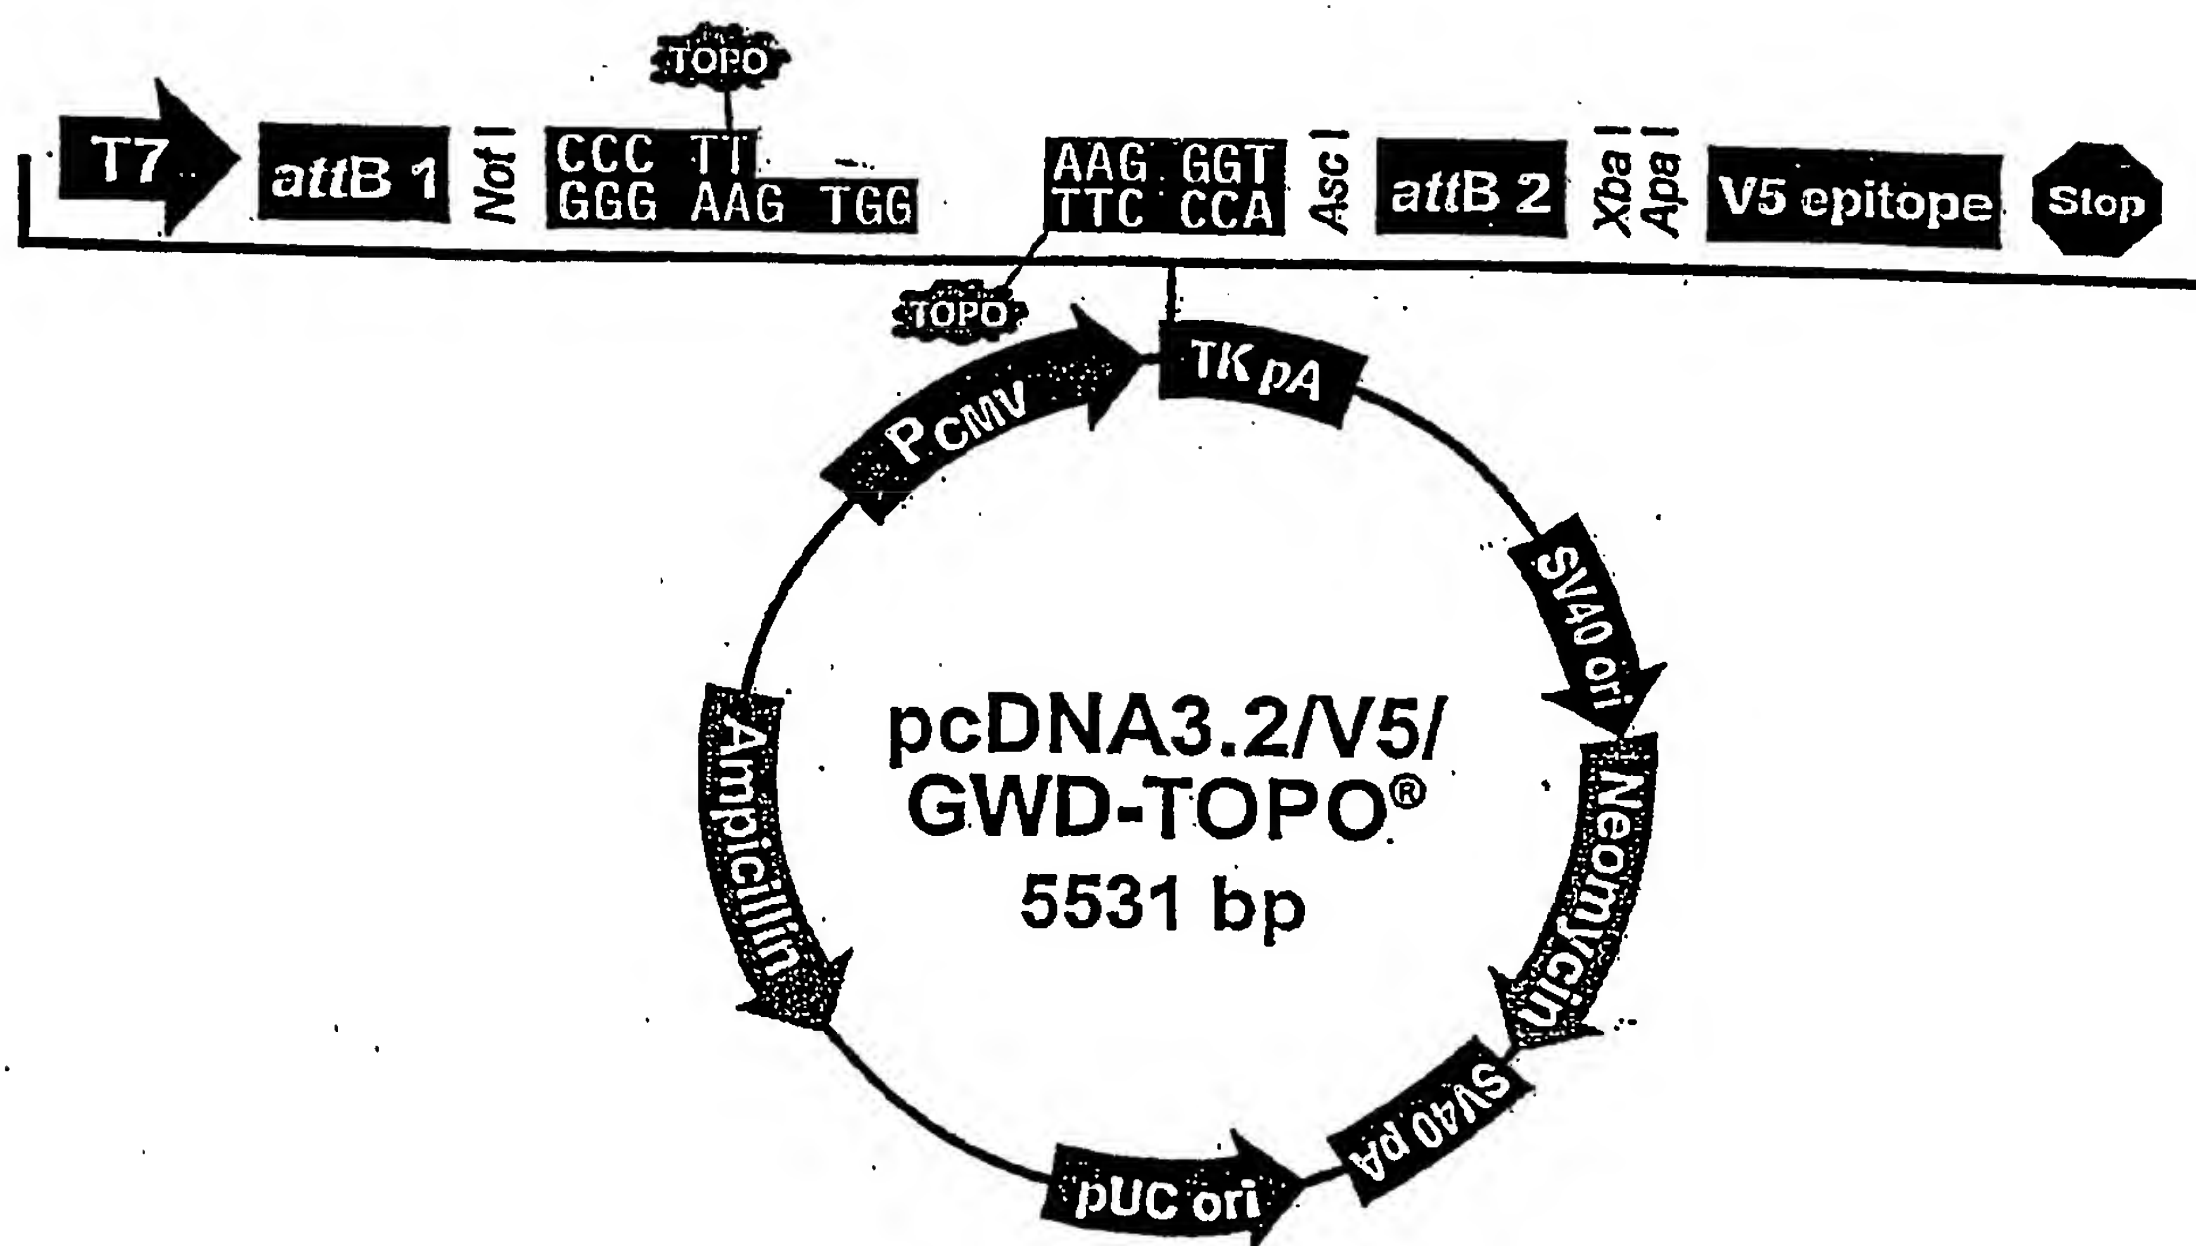 TOPO
T7 attB 1 Not I CCC TT AAG GGT Asc I attB 2 Xba I Apa I V5 epitope Stop
GGG AAG TGG TTC CCA
TOPO
PCMV TK pA
SV40 ori
pcDNA3.2/V5/
GWD-TOPO®
5531 bp
Ampicillin
Neomycin
SV40 pA
pUC ori